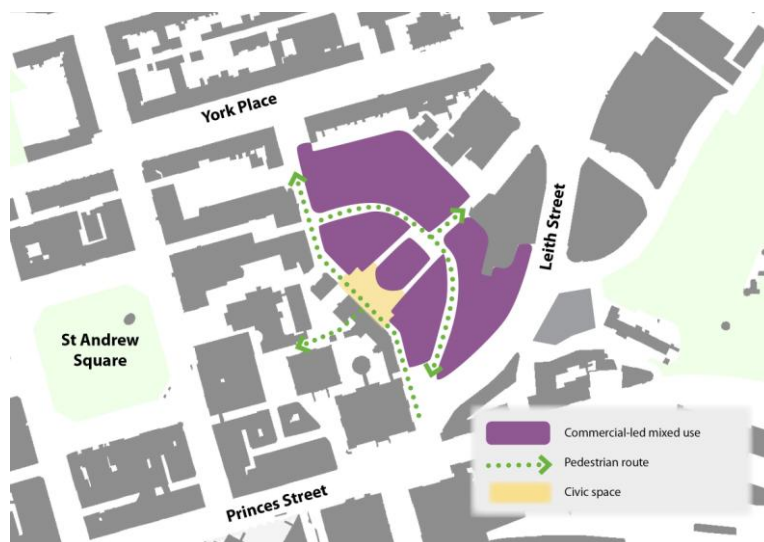 York Place
Leith Street
St Andrew
Square
Princes Street
Commercial-led mixed use
Pedestrian route
Civic space